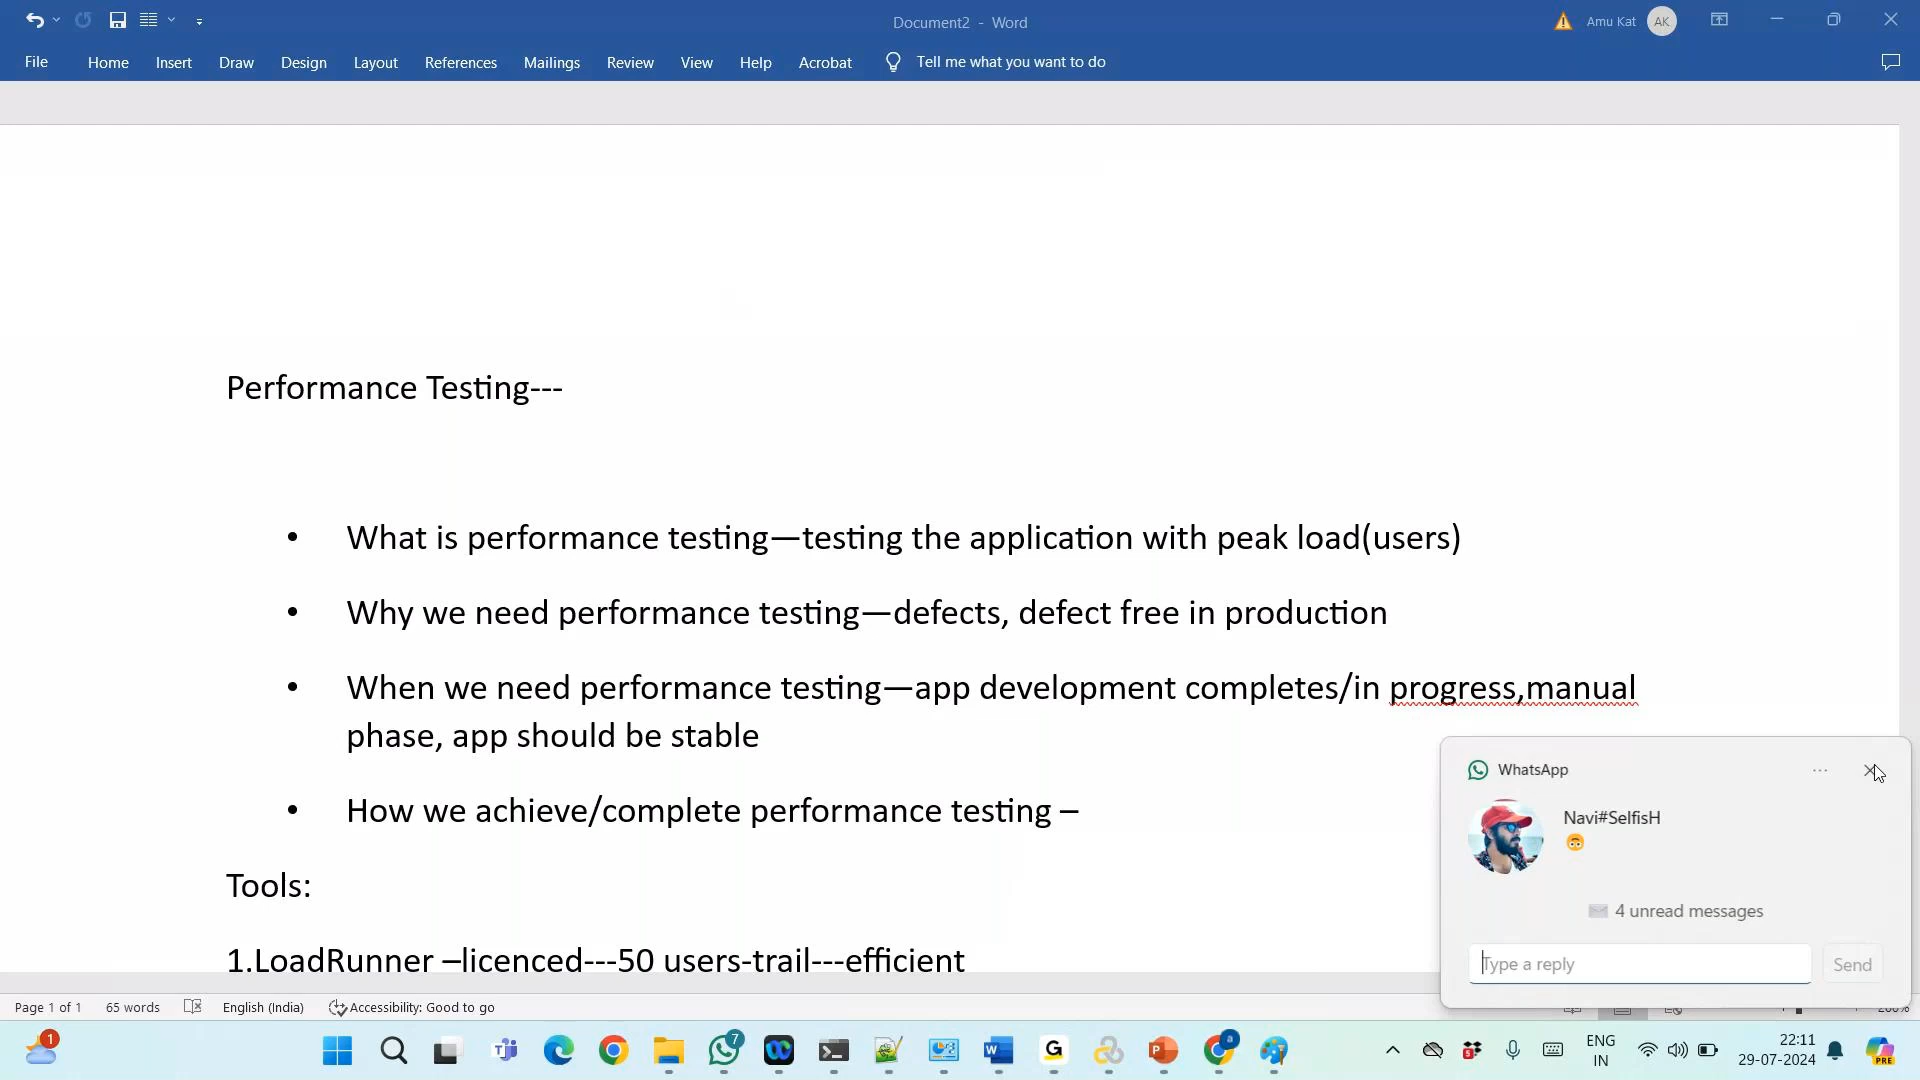 Document2 - Word
Amu Kat
AK
File
Home
Insert
Draw
Design
Layout
References
Mailings
Review
View
Help
Acrobat
Tell me what you want to do
Performance Testing---
• What is performance testing—testing the application with peak load(users)
• Why we need performance testing—defects, defect free in production
• When we need performance testing—app development completes/in progress,manual
phase, app should be stable
• How we achieve/complete performance testing –
Tools:
1.LoadRunner –licenced---50 users-trail---efficient
WhatsApp
Navi#SelfisH
4 unread messages
Type a reply
Send
Page 1 of 1
65 words
English (India)
Accessibility: Good to go
1
7
a
5
ENG
IN
22:11
29-07-2024
PRE